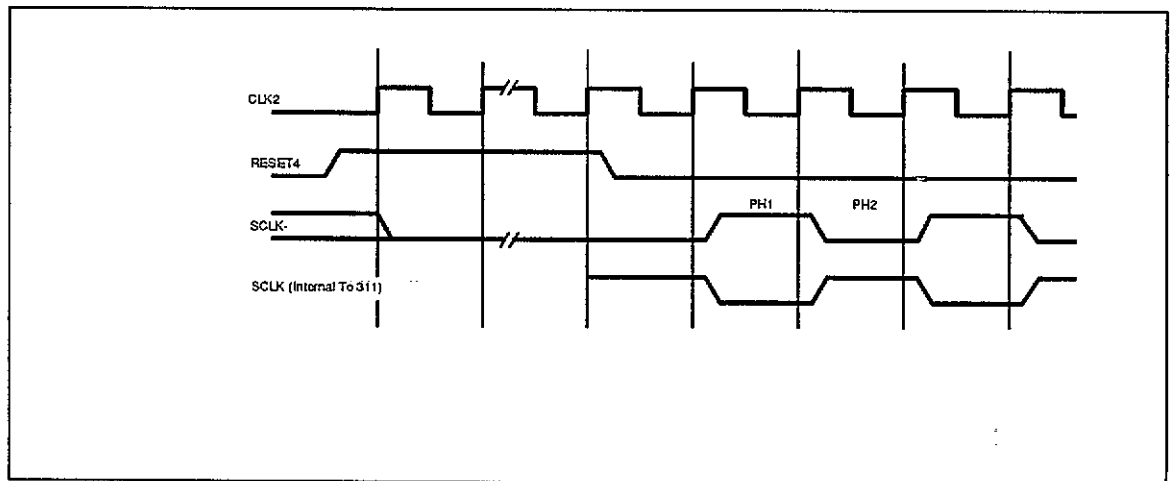 CLK2
RESET4
PH1 PH2
SCLK-
SCLK (Internal To 311)